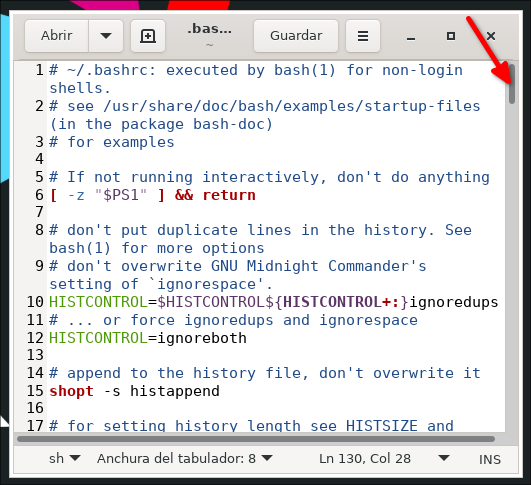 Abrir
.bas…
~
Guardar
1 # ~/.bashrc: executed by bash(1) for non-login
shells.
2 # see /usr/share/doc/bash/examples/startup-files
(in the package bash-doc)
3 # for examples
4
5 # If not running interactively, don't do anything
6 [ -z "$PS1" ] && return
7
8 # don't put duplicate lines in the history. See
bash(1) for more options
9 # don't overwrite GNU Midnight Commander's
setting of `ignorespace'.
10 HISTCONTROL=$HISTCONTROL${HISTCONTROL+:}ignoredups
11 # ... or force ignoredups and ignorespace
12 HISTCONTROL=ignoreboth
13
14 # append to the history file, don't overwrite it
15 shopt -s histappend
16
17 # for setting history length see HISTSIZE and
sh Anchura del tabulador: 8 Ln 130, Col 28 INS